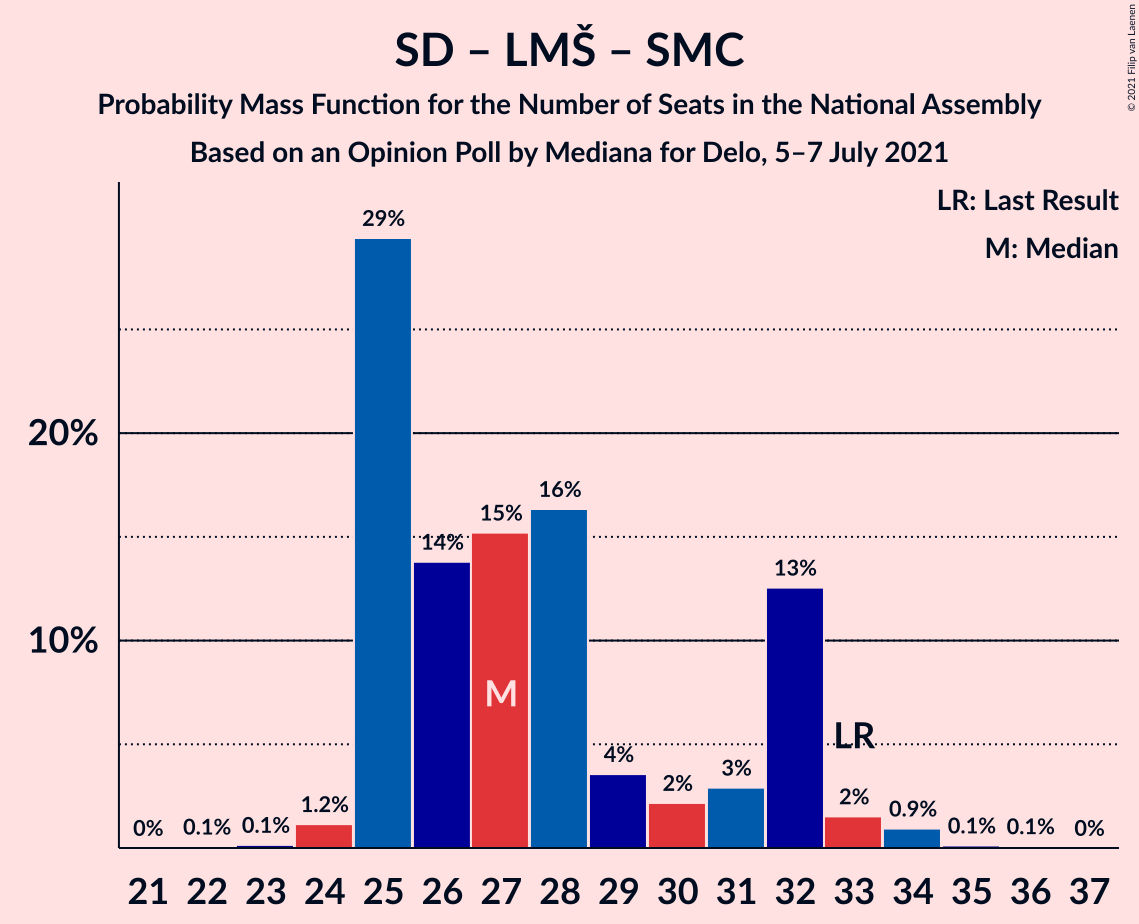 SD – LMŠ – SMC
Probability Mass Function for the Number of Seats in the National Assembly
Based on an Opinion Poll by Mediana for Delo, 5–7 July 2021
© 2021 Filip van Laenen
LR: Last Result
M: Median
20%
10%
0%
0.1%
0.1%
1.2%
29%
14%
15%
16%
4%
2%
3%
13%
2%
0.9%
0.1%
0.1%
0%
M
LR
21 22 23 24 25 26 27 28 29 30 31 32 33 34 35 36 37